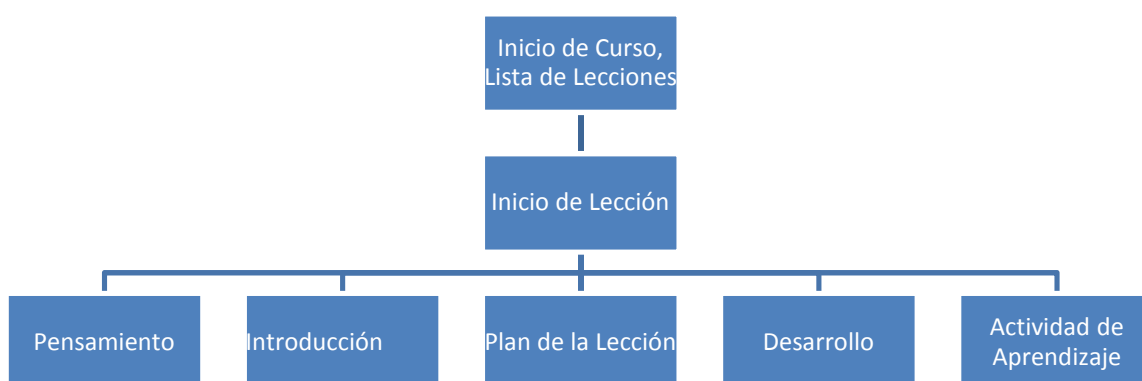 Inicio de Curso,
Lista de Lecciones
Inicio de Lección
Pensamiento
Introducción
Plan de la Lección
Desarrollo
Actividad de
Aprendizaje